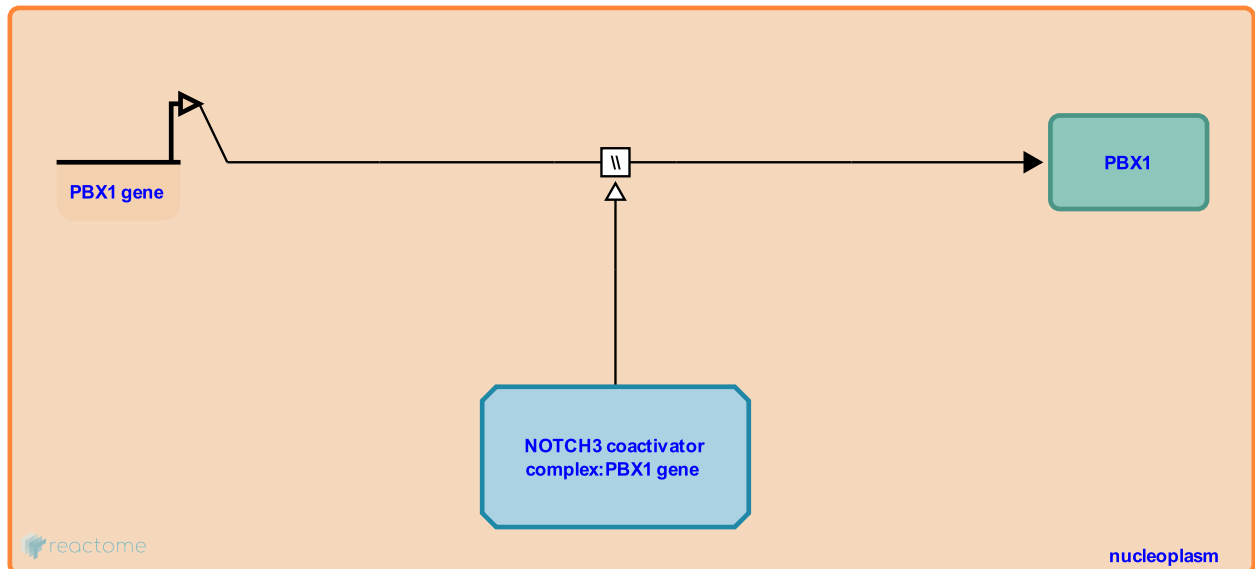 PBX1 gene
\\
PBX1
NOTCH3 coactivator
complex:PBX1 gene
reactome
nucleoplasm